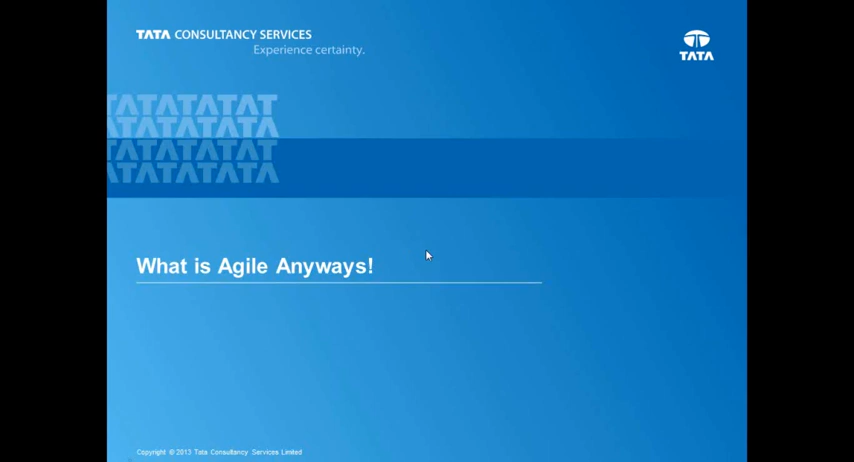 TATA CONSULTANCY SERVICES
Experience certainty.
TATA
TATATATAT
TATATATA
TATATATAT
TATATATA
What is Agile Anyways!
Copyright © 2013 Tata Consultancy Services Limited